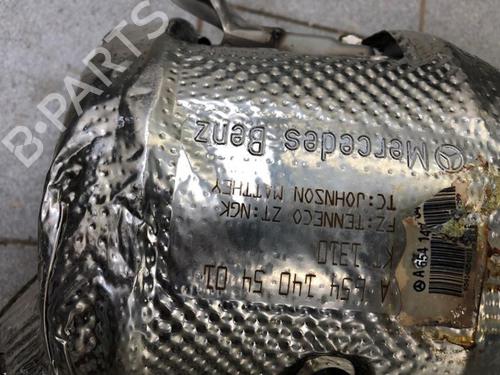 Mercedes Benz
TC:JOHNSON MATTHEY
FZ:TENNECO ZT:NGK
KT 1310
A 654 140 54 01
B-PARTS